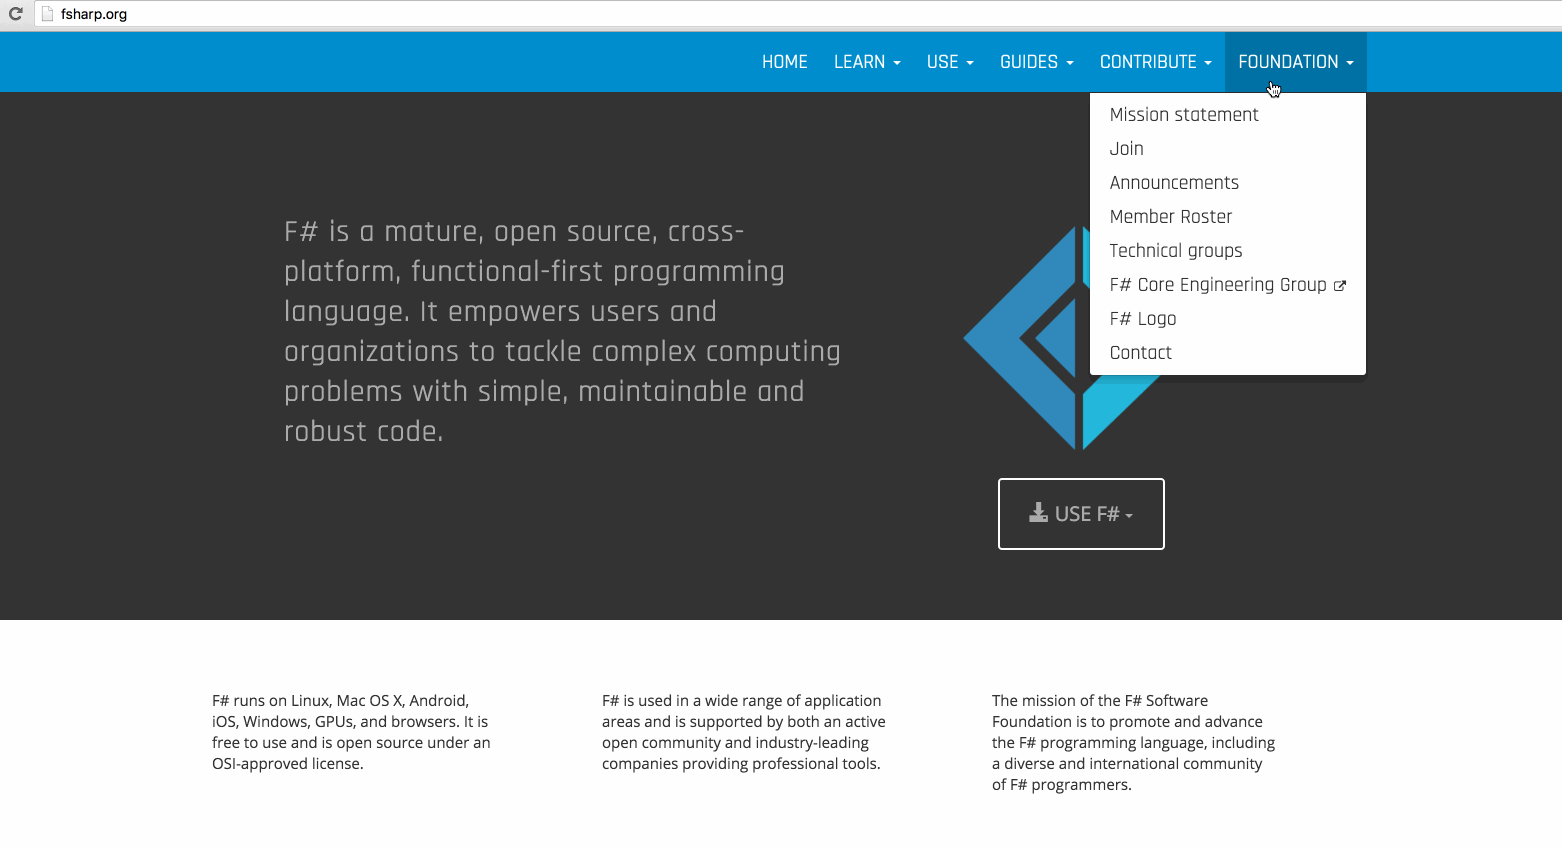 fsharp.org
HOME LEARN USE GUIDES CONTRIBUTE FOUNDATION
Mission statement
Join
Announcements
Member Roster
Technical groups
F# Core Engineering Group
F# Logo
Contact
F# is a mature, open source, cross-
platform, functional-first programming
language. It empowers users and
organizations to tackle complex computing
problems with simple, maintainable and
robust code.
USE F#
F# runs on Linux, Mac OS X, Android,
iOS, Windows, GPUs, and browsers. It is
free to use and is open source under an
OSI-approved license.
F# is used in a wide range of application
areas and is supported by both an active
open community and industry-leading
companies providing professional tools.
The mission of the F# Software
Foundation is to promote and advance
the F# programming language, including
a diverse and international community
of F# programmers.